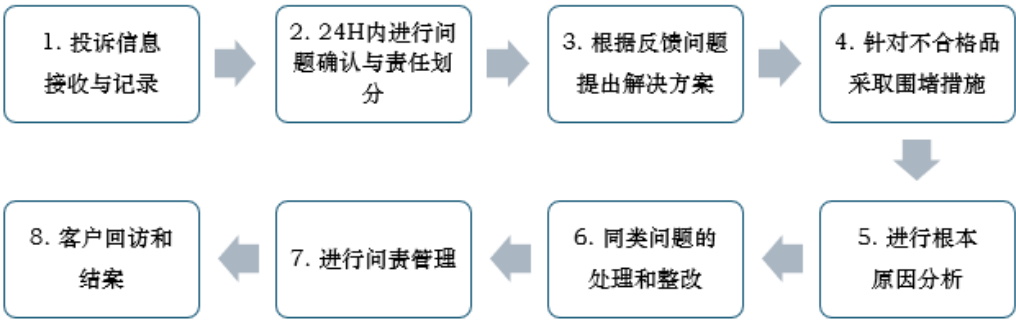 1. 投诉信息
接收与记录
2. 24H内进行问
题确认与责任划
分
3. 根据反馈问题
提出解决方案
4. 针对不合格品
采取围堵措施
5. 进行根本
原因分析
6. 同类问题的
处理和整改
7. 进行问责管理
8. 客户回访和
结案